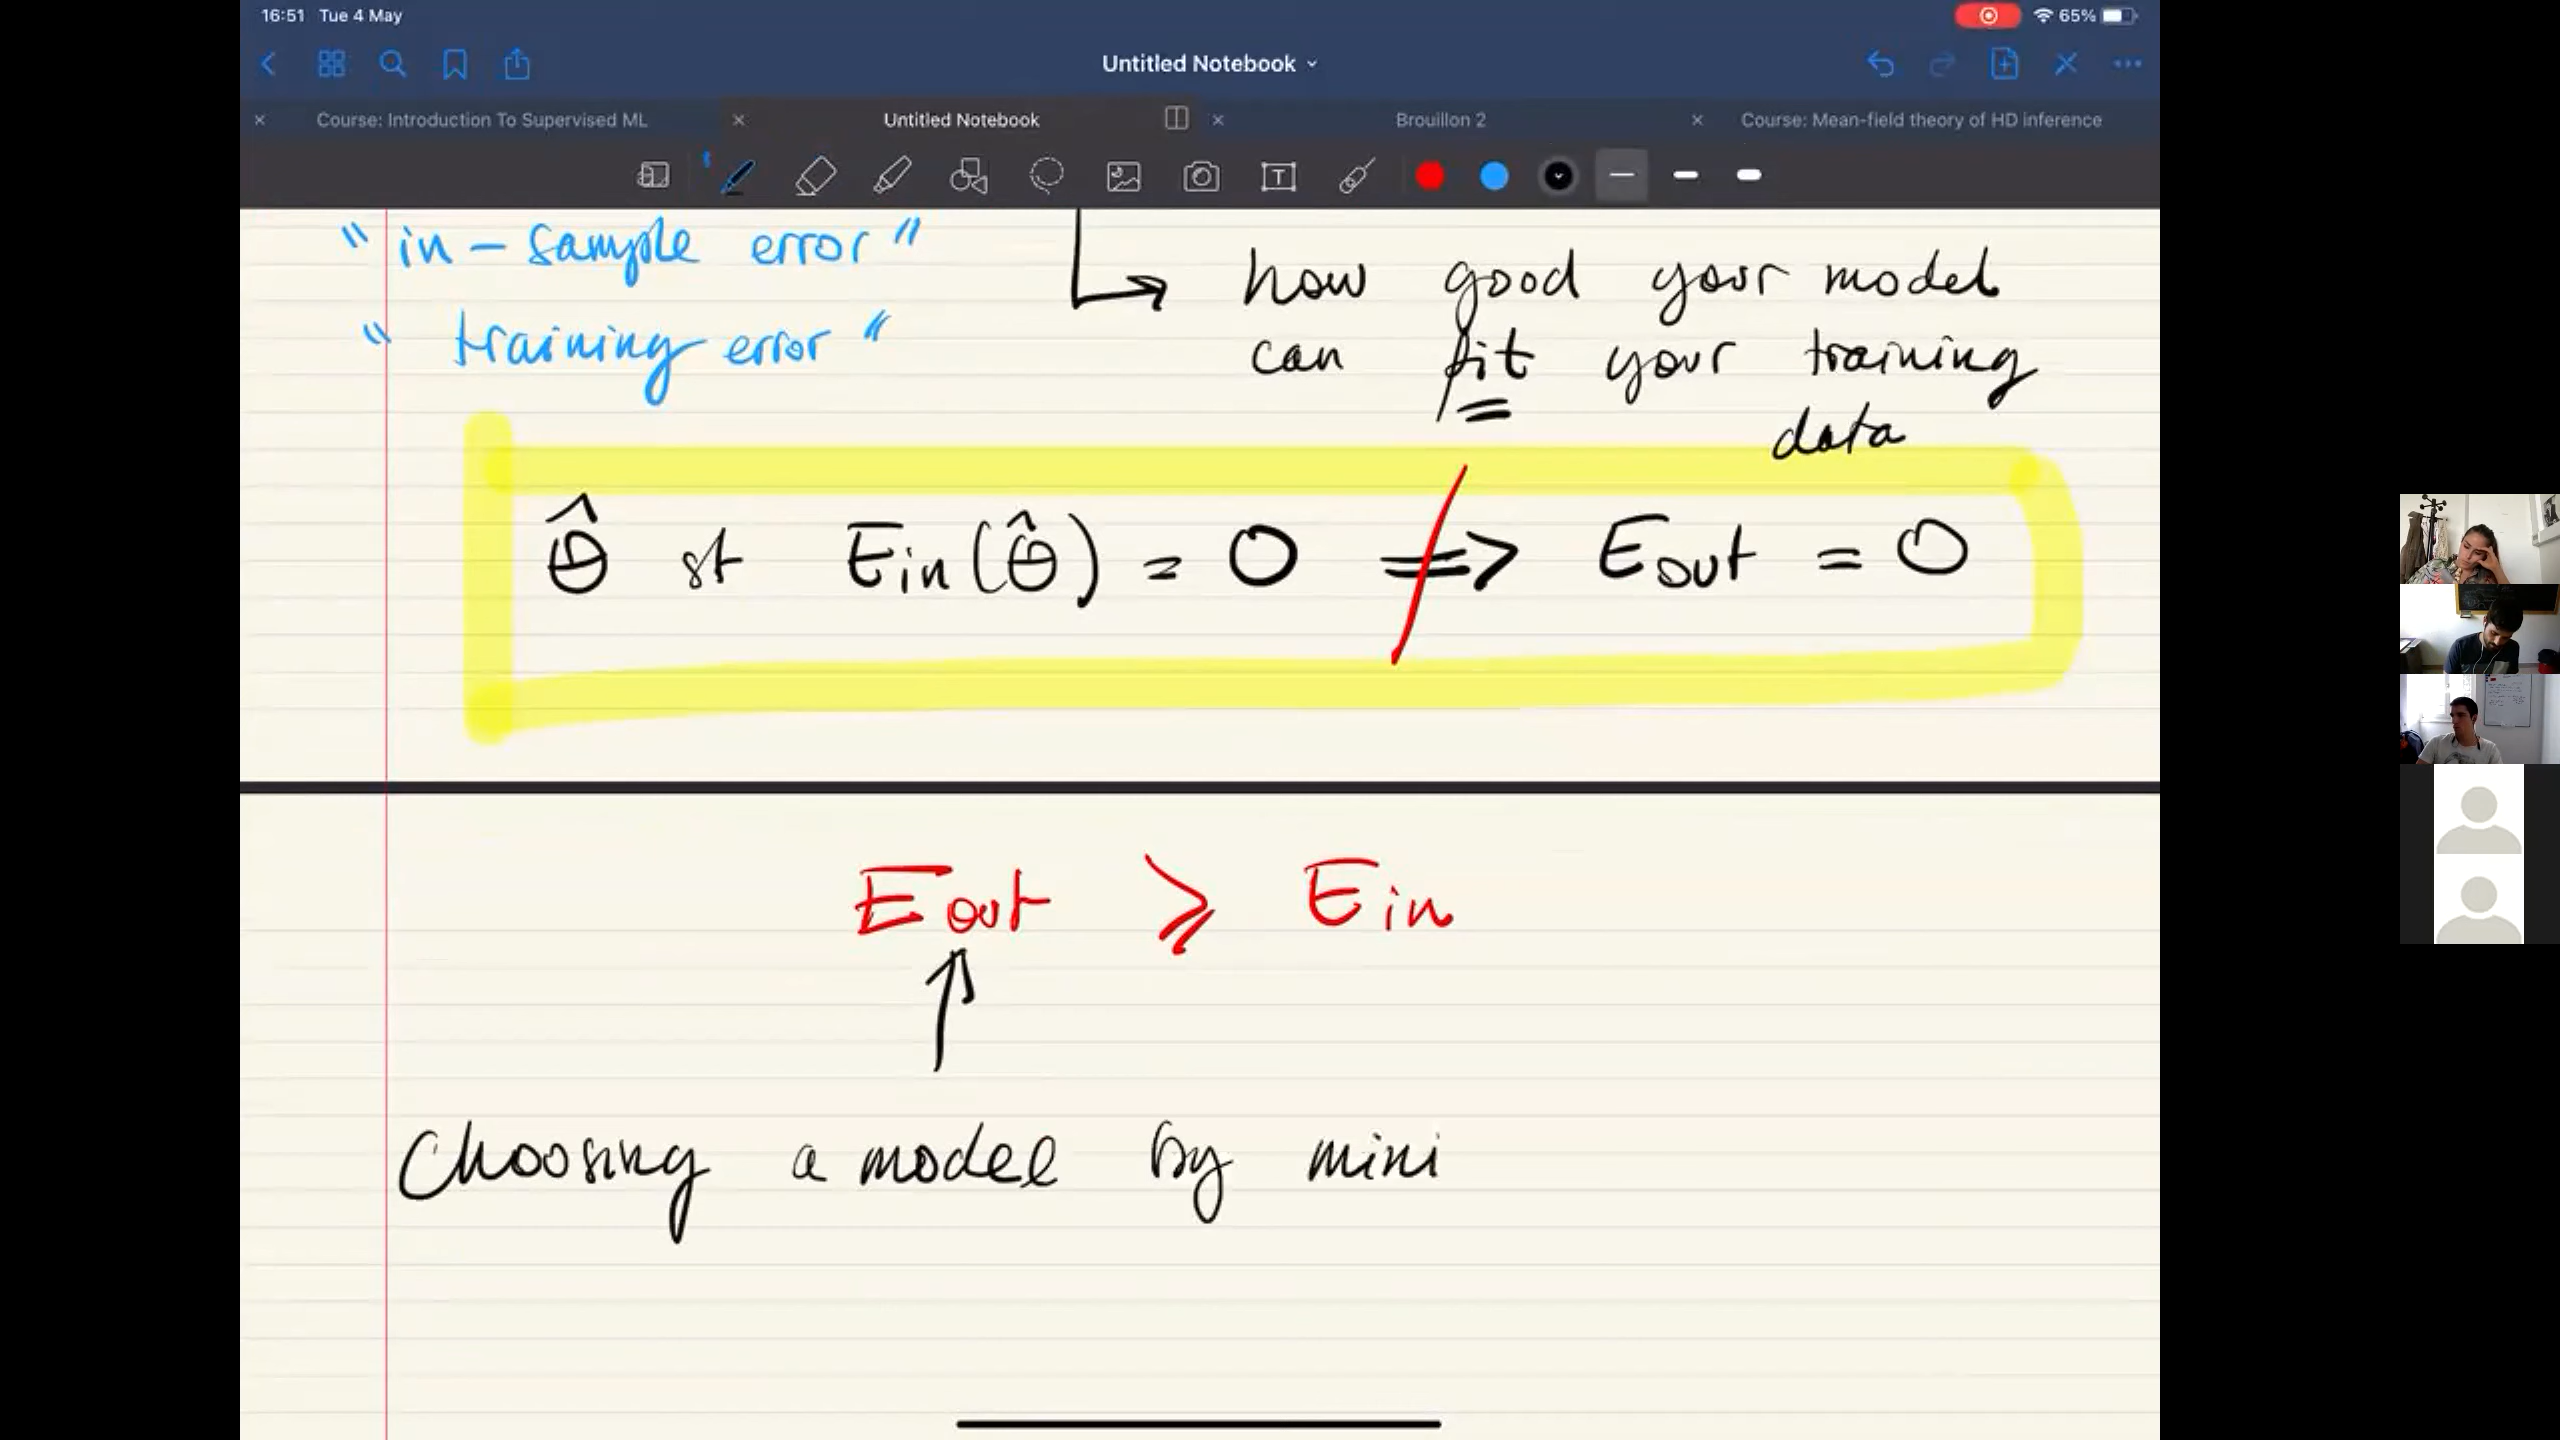 16:51 Tue 4 May 65%
Untitled Notebook
Course: Introduction To Supervised ML Untitled Notebook Brouillon 2 Course: Mean-field theory of HD inference
T
"in-sample error"
how good your model
"training error"
can fit your training
data
θ̂ st Ein(θ̂) = 0 ⇏ Eout = 0
Eout ⩾ Ein
Choosing a model by mini